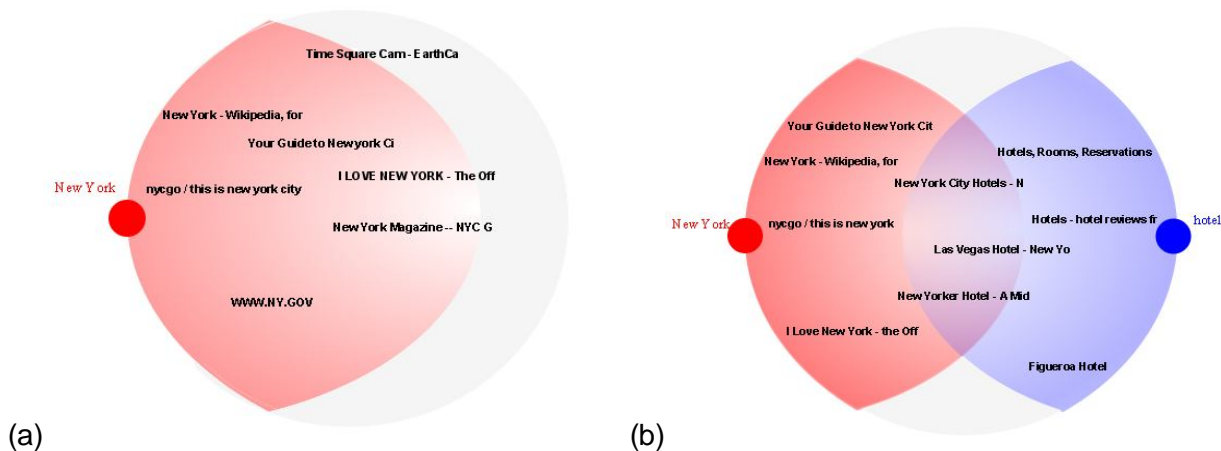 Time Square Cam - EarthCa
New York - Wikipedia, for
Your Guide to Newyork Ci
I LOVE NEW YORK - The Off
New York
nycgo / this is new york city
New York Magazine -- NYC G
WWW.NY.GOV
(a)
Your Guide to New York Cit
Hotels, Rooms, Reservations
New York - Wikipedia, for
New York City Hotels - N
New York
nycgo / this is new york
Hotels - hotel reviews fr
hotel
Las Vegas Hotel - New Yo
New Yorker Hotel - A Mid
I Love New York - the Off
Figueroa Hotel
(b)